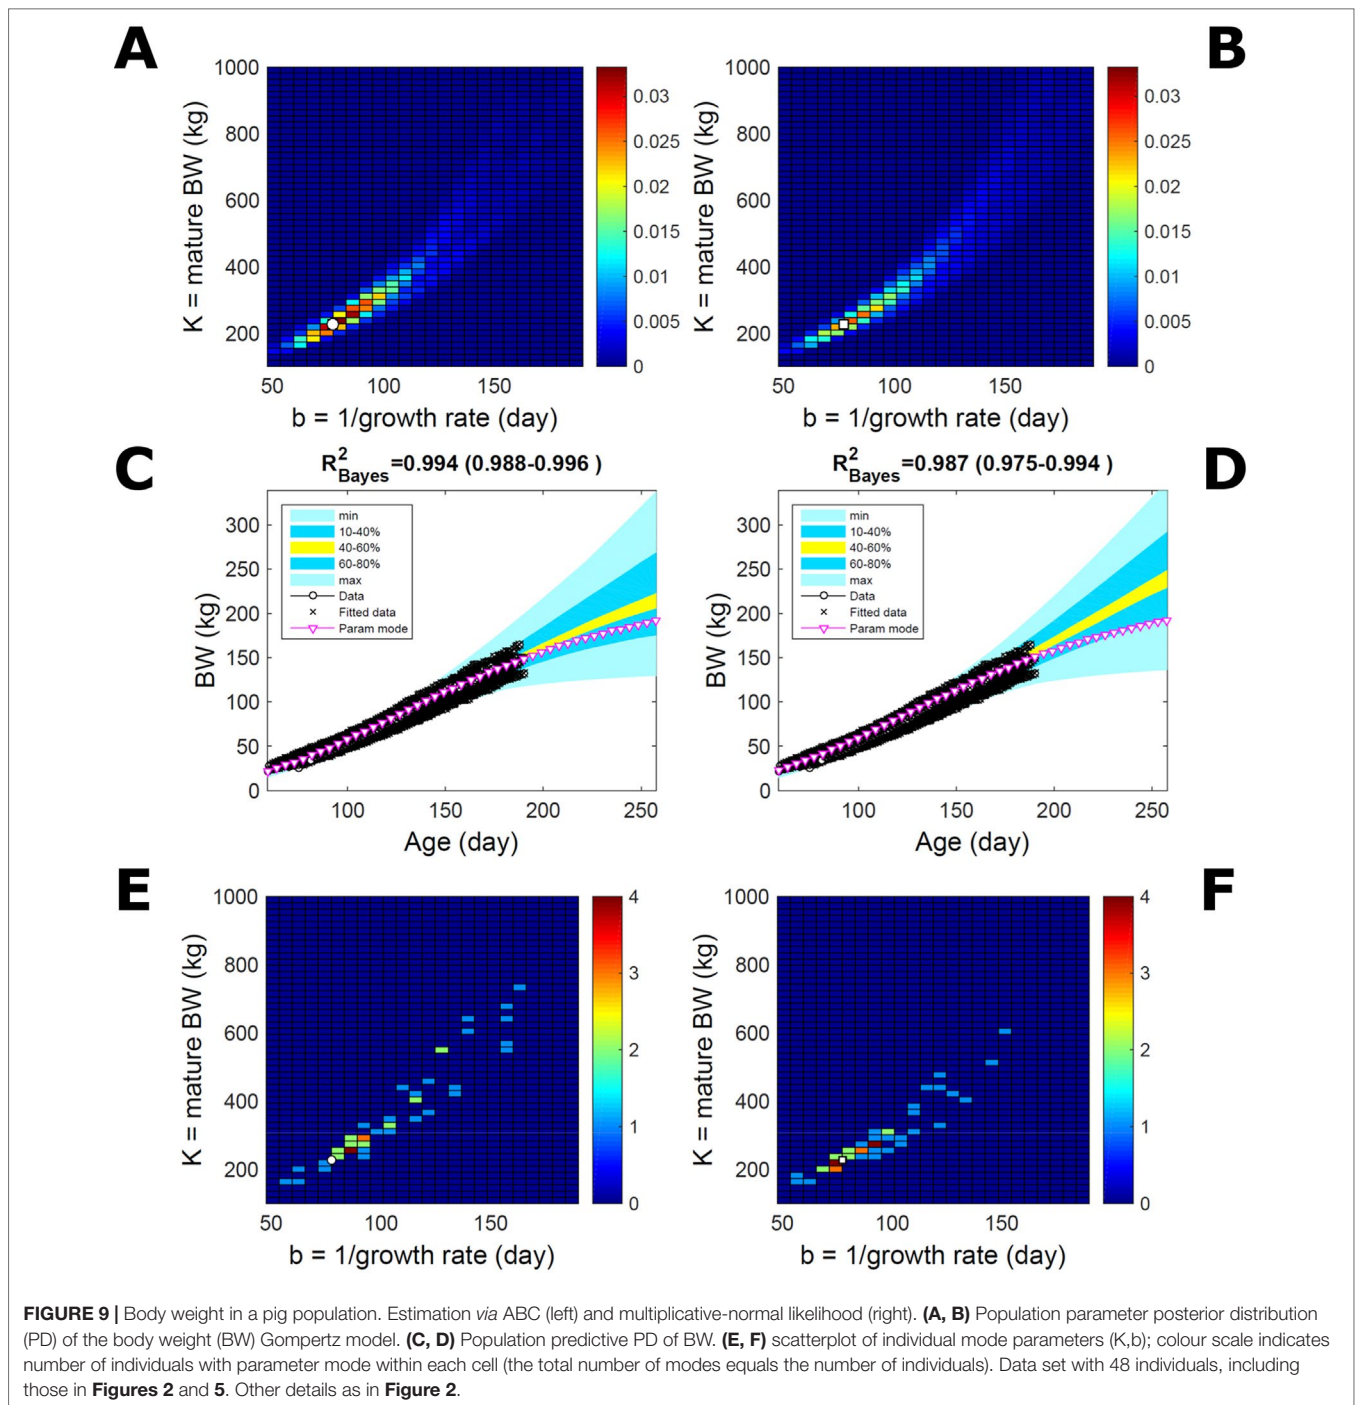 A
B
1000
800
600
400
200
K = mature BW (kg)
50 100 150
b = 1/growth rate (day)
0.03
0.025
0.02
0.015
0.01
0.005
0
1000
800
600
400
200
K = mature BW (kg)
50 100 150
b = 1/growth rate (day)
0.03
0.025
0.02
0.015
0.01
0.005
0
C
D
R²Bayes=0.994 (0.988-0.996 )
300
250
200
150
100
50
0
BW (kg)
min
10-40%
40-60%
60-80%
max
Data
Fitted data
Param mode
100 150 200 250
Age (day)
R²Bayes=0.987 (0.975-0.994 )
300
250
200
150
100
50
0
BW (kg)
min
10-40%
40-60%
60-80%
max
Data
Fitted data
Param mode
100 150 200 250
Age (day)
E
F
1000
800
600
400
200
K = mature BW (kg)
50 100 150
b = 1/growth rate (day)
4
3
2
1
0
1000
800
600
400
200
K = mature BW (kg)
50 100 150
b = 1/growth rate (day)
4
3
2
1
0
FIGURE 9 | Body weight in a pig population. Estimation via ABC (left) and multiplicative-normal likelihood (right). (A, B) Population parameter posterior distribution
(PD) of the body weight (BW) Gompertz model. (C, D) Population predictive PD of BW. (E, F) scatterplot of individual mode parameters (K,b); colour scale indicates
number of individuals with parameter mode within each cell (the total number of modes equals the number of individuals). Data set with 48 individuals, including
those in Figures 2 and 5. Other details as in Figure 2.